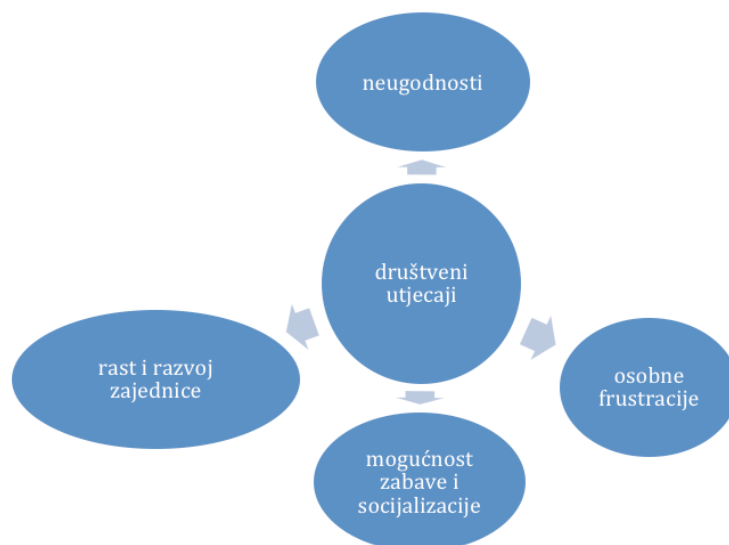 neugodnosti
društveni
utjecaji
rast i razvoj
zajednice
osobne
frustracije
mogućnost
zabave i
socijalizacije